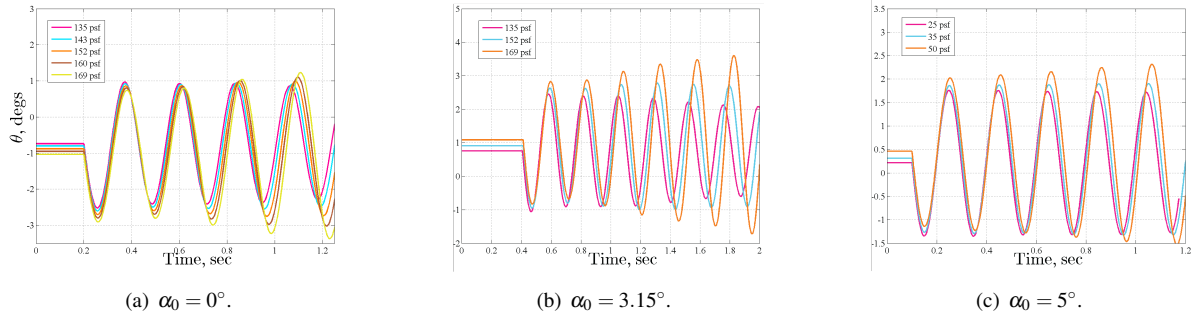 135 psf
143 psf
152 psf
160 psf
169 psf
θ, degs
2
1
0
-1
-2
-3
0 0.2 0.4 0.6 0.8 1 1.2
Time, sec
(a) α₀ = 0°.
135 psf
152 psf
169 psf
5
4
3
2
1
0
-1
-2
0 0.2 0.4 0.6 0.8 1 1.2 1.4 1.6 1.8 2
Time, sec
(b) α₀ = 3.15°.
25 psf
35 psf
50 psf
3.5
3
2.5
2
1.5
1
0.5
0
-0.5
-1
-1.5
0 0.2 0.4 0.6 0.8 1 1.2
Time, sec
(c) α₀ = 5°.